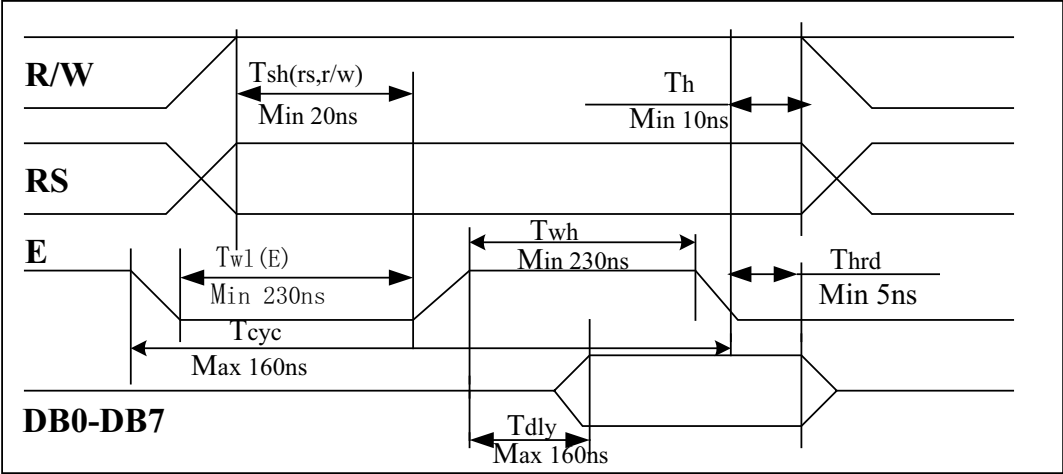 R/W
Tsh(rs,r/w)
Min 20ns
Th
Min 10ns
RS
E
Twl(E)
Min 230ns
Twh
Min 230ns
Thrd
Min 5ns
Tcyc
Max 160ns
DB0-DB7
Tdly
Max 160ns